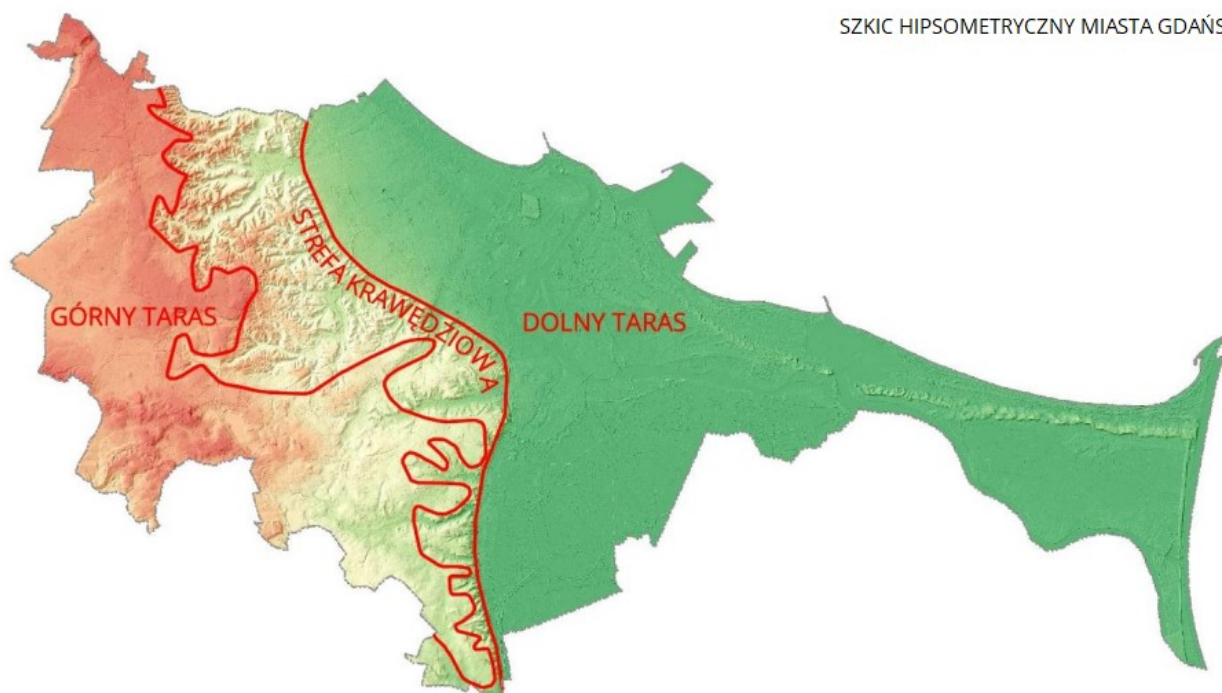 SZKIC HIPSOMETRYCZNY MIASTA GDAŃS
STREFA KRAWĘDZIOWA
GÓRNY TARAS
DOLNY TARAS